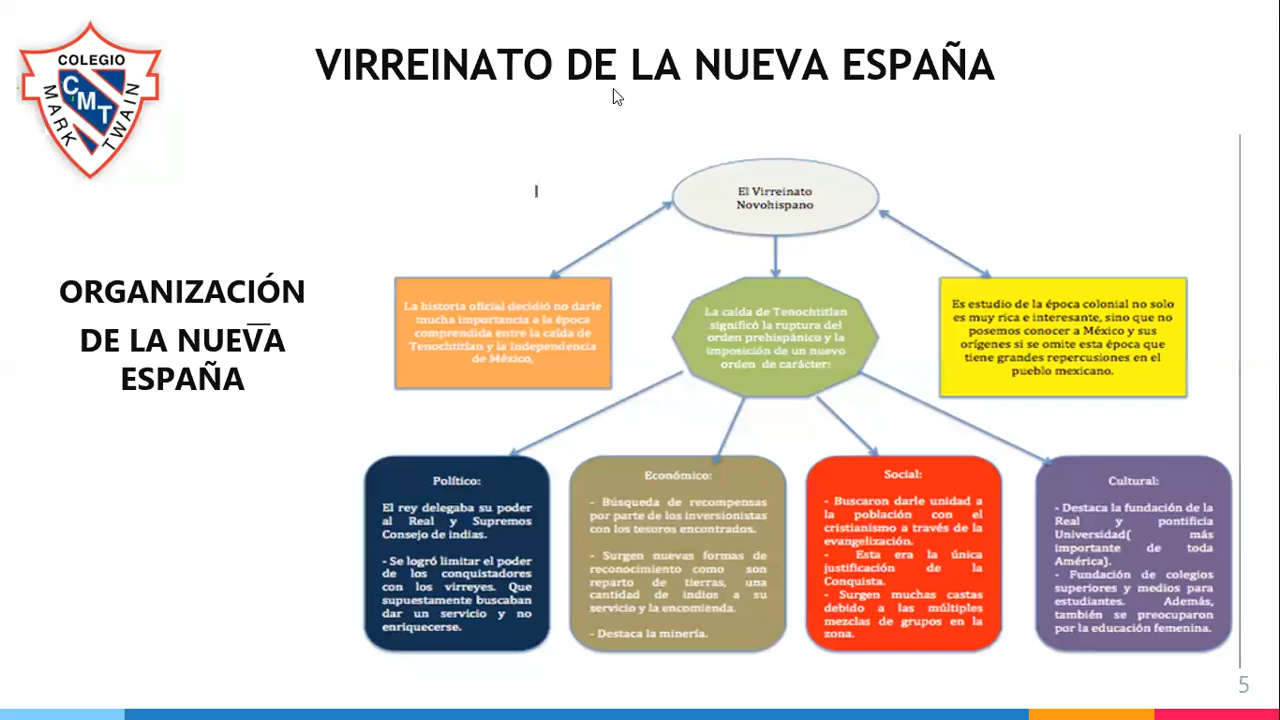 COLEGIO
CMT
MARK TWAIN
VIRREINATO DE LA NUEVA ESPAÑA
ORGANIZACIÓN
DE LA NUEVA
ESPAÑA
El Virreinato
Novohispano
La historia oficial decidió no darle
mucha importancia a la época
comprendida entre la caída de
Tenochtitlan y la Independencia
de México,
La caída de Tenochtitlan
significó la ruptura del
orden prehispánico y la
imposición de un nuevo
orden de carácter:
Es estudio de la época colonial no solo
es muy rica e interesante, sino que no
posemos conocer a México y sus
orígenes si se omite esta época que
tiene grandes repercusiones en el
pueblo mexicano.
Político:
El rey delegaba su poder
al Real y Supremos
Consejo de indias.
- Se logró limitar el poder
de los conquistadores
con los virreyes. Que
supuestamente buscaban
dar un servicio y no
enriquecerse.
Económico:
- Búsqueda de recompensas
por parte de los inversionistas
con los tesoros encontrados.
- Surgen nuevas formas de
reconocimiento como son
reparto de tierras, una
cantidad de indios a su
servicio y la encomienda.
- Destaca la minería.
Social:
- Buscaron darle unidad a
la población con el
cristianismo a través de la
evangelización.
- Esta era la única
justificación de la
Conquista.
- Surgen muchas castas
debido a las múltiples
mezclas de grupos en la
zona.
Cultural:
- Destaca la fundación de la
Real y pontificia
Universidad( más
importante de toda
América).
- Fundación de colegios
superiores y medios para
estudiantes. Además,
también se preocuparon
por la educación femenina.
5